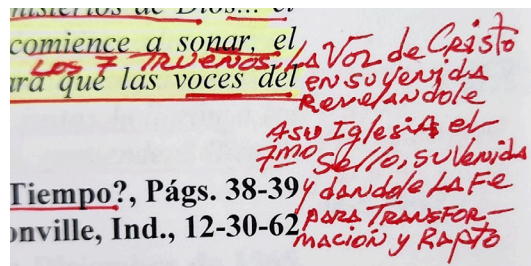 misterios de Dios... el
comience a sonar, el
Los 7 Truenos, La Voz de Cristo
ara que las voces del
en su venida
Revelandole
A su Iglesia el
7mo Sello, su Venida
Tiempo?, Págs. 38-39
y dandole La Fe
onville, Ind., 12-30-62
para Transfor-
mación y Rapto